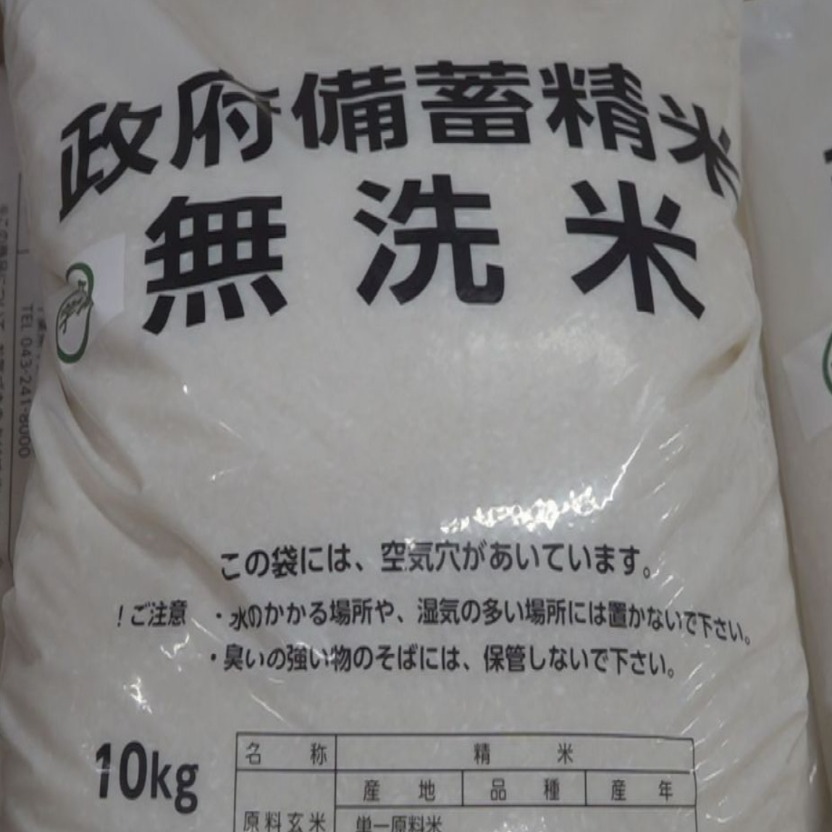 政府備蓄精米
無洗米
TEL 043-241-8000
この袋には、空気穴があいています。
！ご注意 ・水のかかる場所や、湿気の多い場所には置かないで下さい。
・臭いの強い物のそばには、保管しないで下さい。
10kg
名 称 精 米
産 地 品 種 産 年
原料玄米 単一原料米